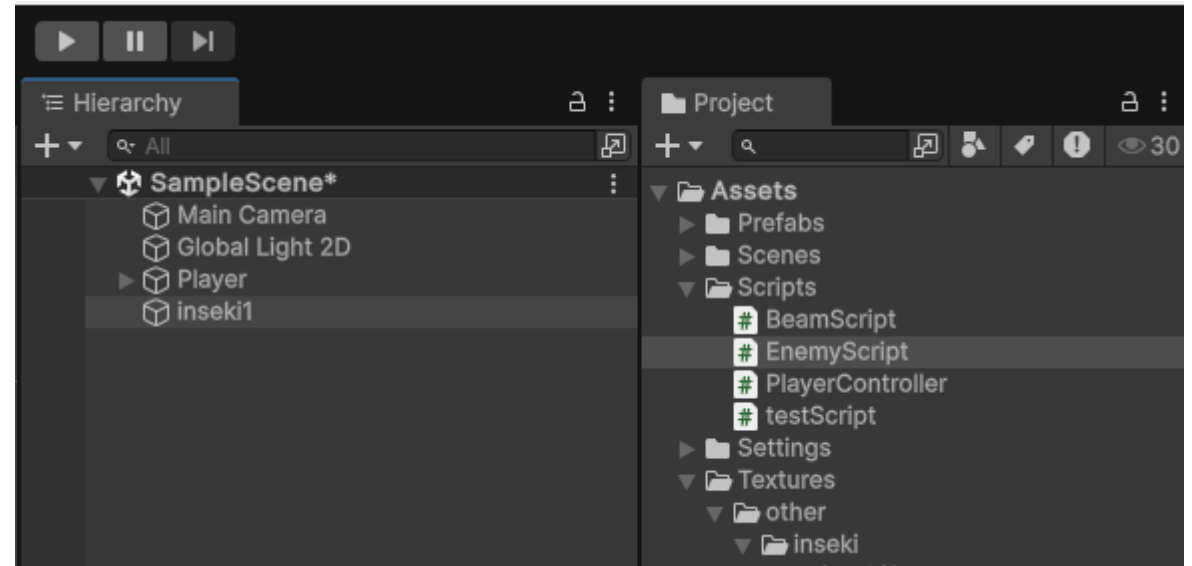 Hierarchy
All
SampleScene*
Main Camera
Global Light 2D
Player
inseki1
Project
30
Assets
Prefabs
Scenes
Scripts
# BeamScript
# EnemyScript
# PlayerController
# testScript
Settings
Textures
other
inseki